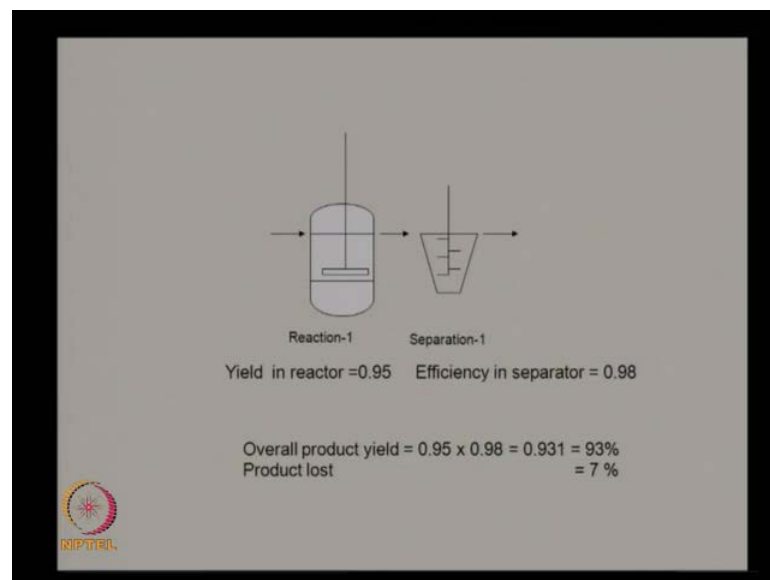 Reaction-1 Separation-1
Yield in reactor =0.95 Efficiency in separator = 0.98
Overall product yield = 0.95 x 0.98 = 0.931 = 93%
Product lost = 7 %
NPTEL